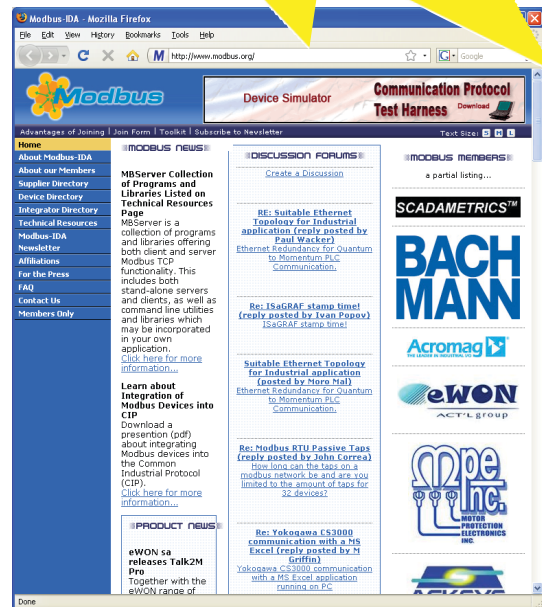 Modbus-IDA - Mozilla Firefox
File Edit View History Bookmarks Tools Help
http://www.modbus.org/
Google
Modbus
Device Simulator
Communication Protocol
Test Harness Download
Advantages of Joining | Join Form | Toolkit | Subscribe to Newsletter
Text Size: S M L
Home
About Modbus-IDA
About our Members
Supplier Directory
Device Directory
Integrator Directory
Technical Resources
Modbus-IDA
Newsletter
Affiliations
For the Press
FAQ
Contact Us
Members Only
MODBUS NEWS
MBServer Collection
of Programs and
Libraries Listed on
Technical Resources
Page
MBServer is a
collection of programs
and libraries offering
both client and server
Modbus TCP
functionality. This
includes both
stand-alone servers
and clients, as well as
command line utilities
and libraries which
may be incorporated
in your own
application.
Click here for more
information...
Learn about
Integration of
Modbus Devices into
CIP
Download a
presention (pdf)
about integrating
Modbus devices into
the Common
Industrial Protocol
(CIP).
Click here for more
information...
PRODUCT NEWS
eWON sa
releases Talk2M
Pro
Together with the
eWON range of
DISCUSSION FORUMS
Create a Discussion
RE: Suitable Ethernet
Topology for Industrial
application (reply posted by
Paul Wacker)
Ethernet Redundancy for Quantum
to Momentum PLC
Communication.
Re: ISaGRAF stamp time!
(reply posted by Ivan Popov)
ISaGRAF stamp time!
Suitable Ethernet Topology
for Industrial application
(posted by Moro Mal)
Ethernet Redundancy for Quantum
to Momentum PLC
Communication.
Re: Modbus RTU Passive Taps
(reply posted by John Correa)
How long can the taps on a
modbus network be and are you
limited to the amount of taps for
32 devices?
Re: Yokogawa CS3000
communication with a MS
Excel (reply posted by M
Griffin)
Yokogawa CS3000 communication
with a MS Excel application
running on PC
MODBUS MEMBERS
a partial listing...
SCADAMETRICS™
BACH
MANN
Acromag
THE LEADER IN INDUSTRIAL I/O
eWON
ACT'L group
mpe
inc.
MOTOR
PROTECTION
ELECTRONICS
INC.
Done